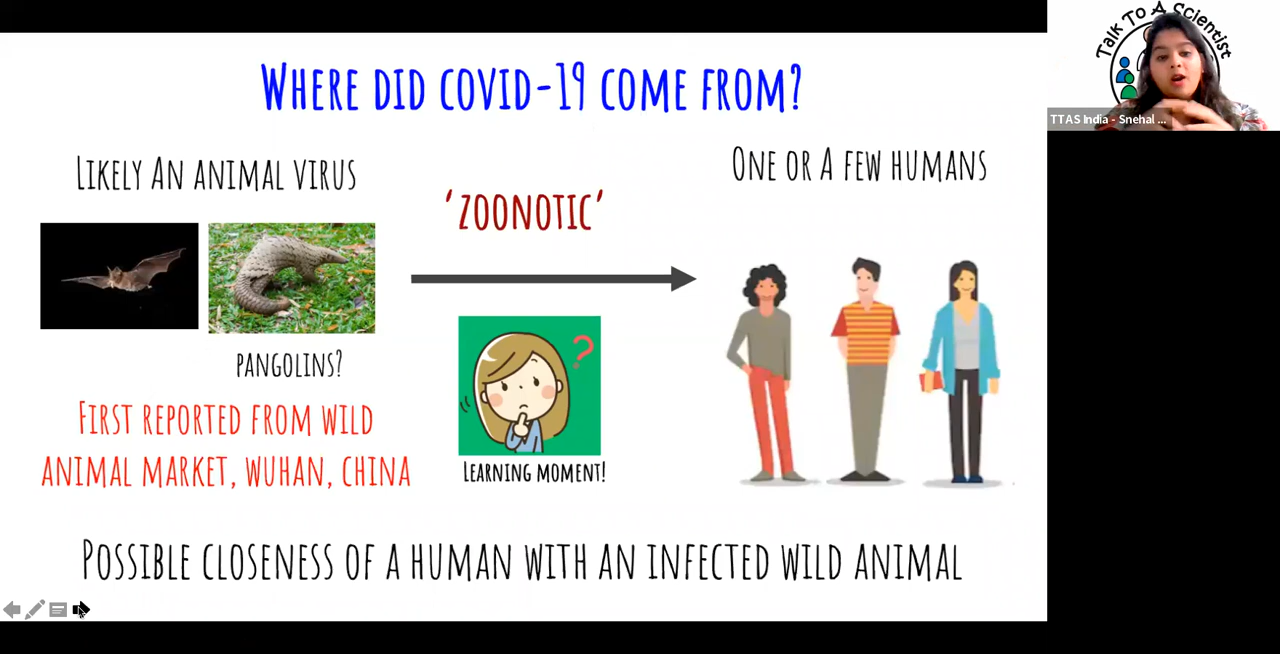 WHERE DID COVID-19 COME FROM?
LIKELY AN ANIMAL VIRUS
'ZOONOTIC'
ONE OR A FEW HUMANS
PANGOLINS?
FIRST REPORTED FROM WILD
ANIMAL MARKET, WUHAN, CHINA
?
LEARNING MOMENT!
POSSIBLE CLOSENESS OF A HUMAN WITH AN INFECTED WILD ANIMAL
Talk To A Scientist
TTAS India - Snehal ...